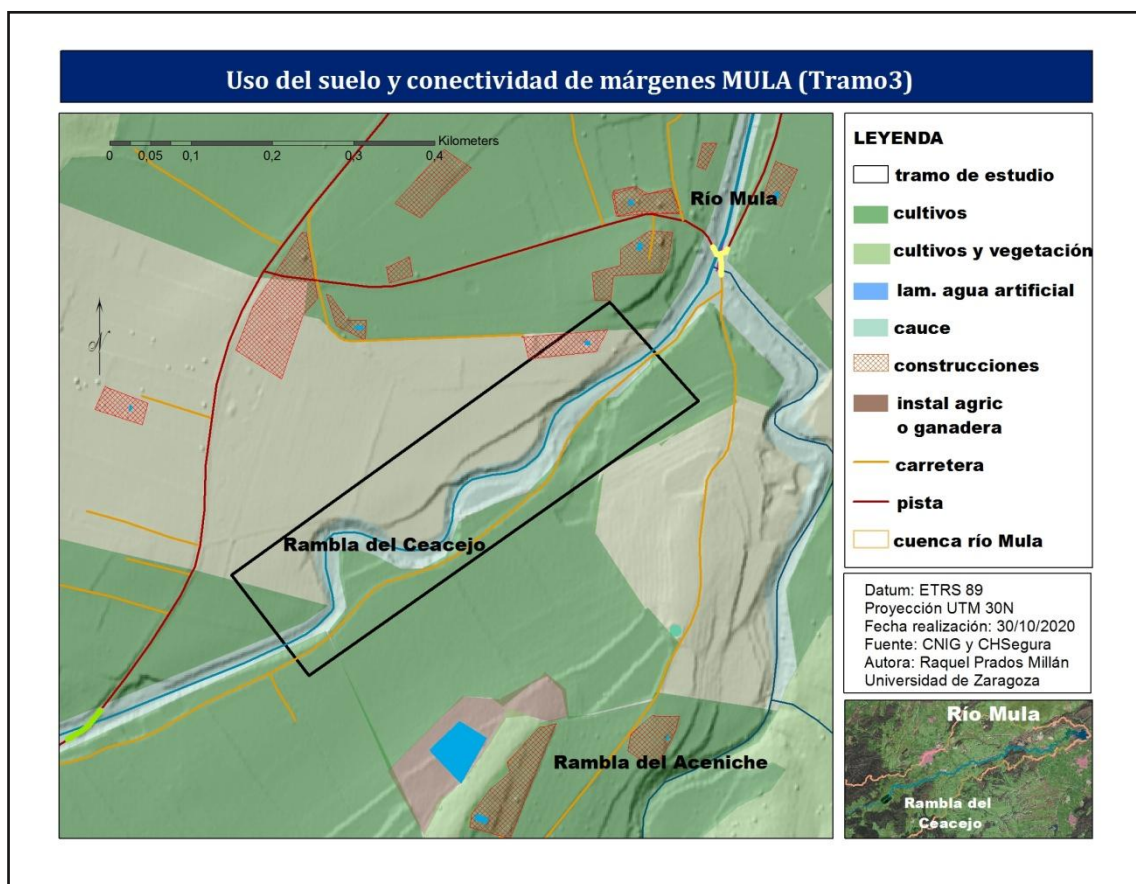 Uso del suelo y conectividad de márgenes MULA (Tramo3)
Kilometers
0 0,05 0,1 0,2 0,3 0,4
Río Mula
N
Rambla del Ceacejo
Rambla del Aceniche
LEYENDA
tramo de estudio
cultivos
cultivos y vegetación
lam. agua artificial
cauce
construcciones
instal agric
o ganadera
carretera
pista
cuenca río Mula
Datum: ETRS 89
Proyección UTM 30N
Fecha realización: 30/10/2020
Fuente: CNIG y CHSegura
Autora: Raquel Prados Millán
Universidad de Zaragoza
Río Mula
Rambla del
Ceacejo